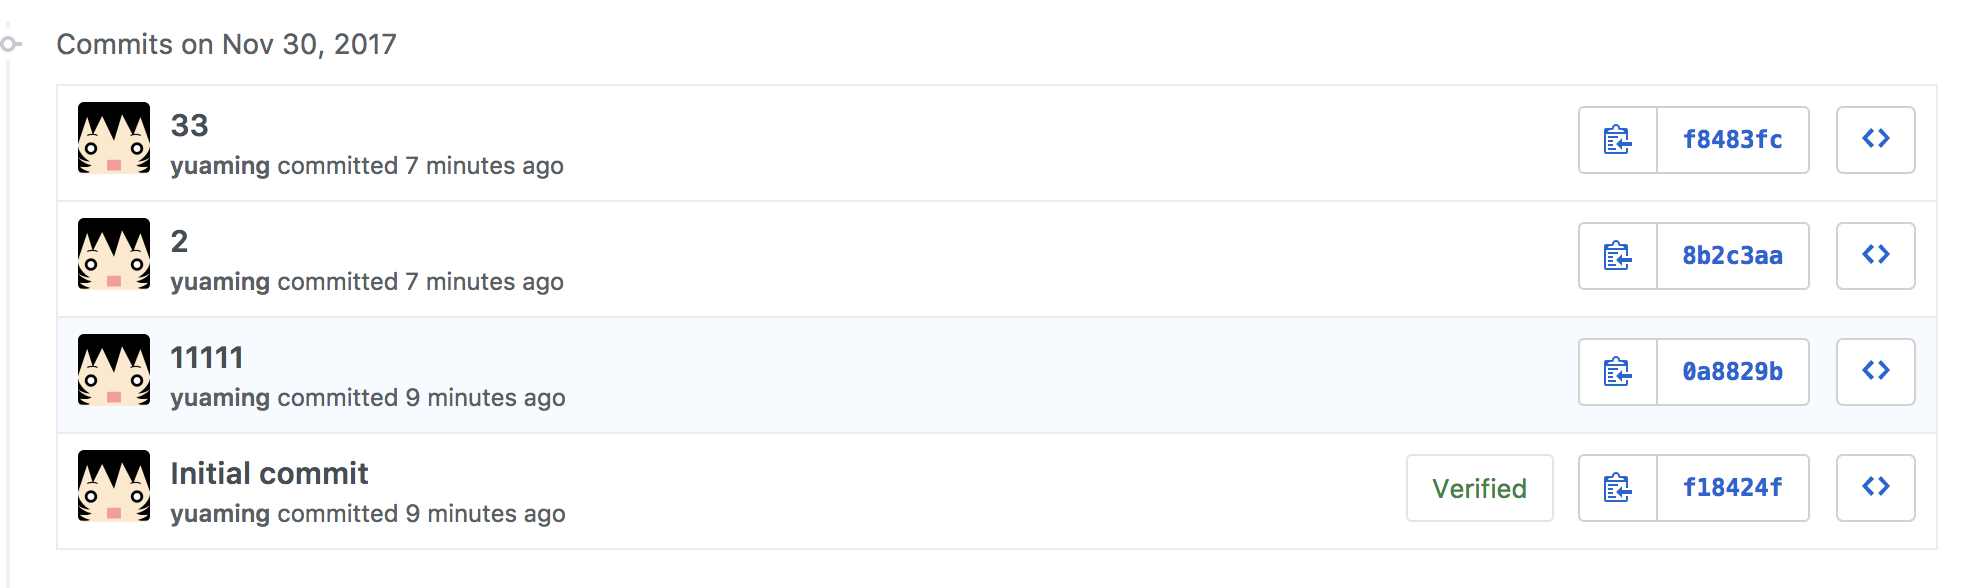 Commits on Nov 30, 2017
33
yuaming committed 7 minutes ago
f8483fc
2
yuaming committed 7 minutes ago
8b2c3aa
11111
yuaming committed 9 minutes ago
0a8829b
Initial commit
yuaming committed 9 minutes ago
Verified
f18424f